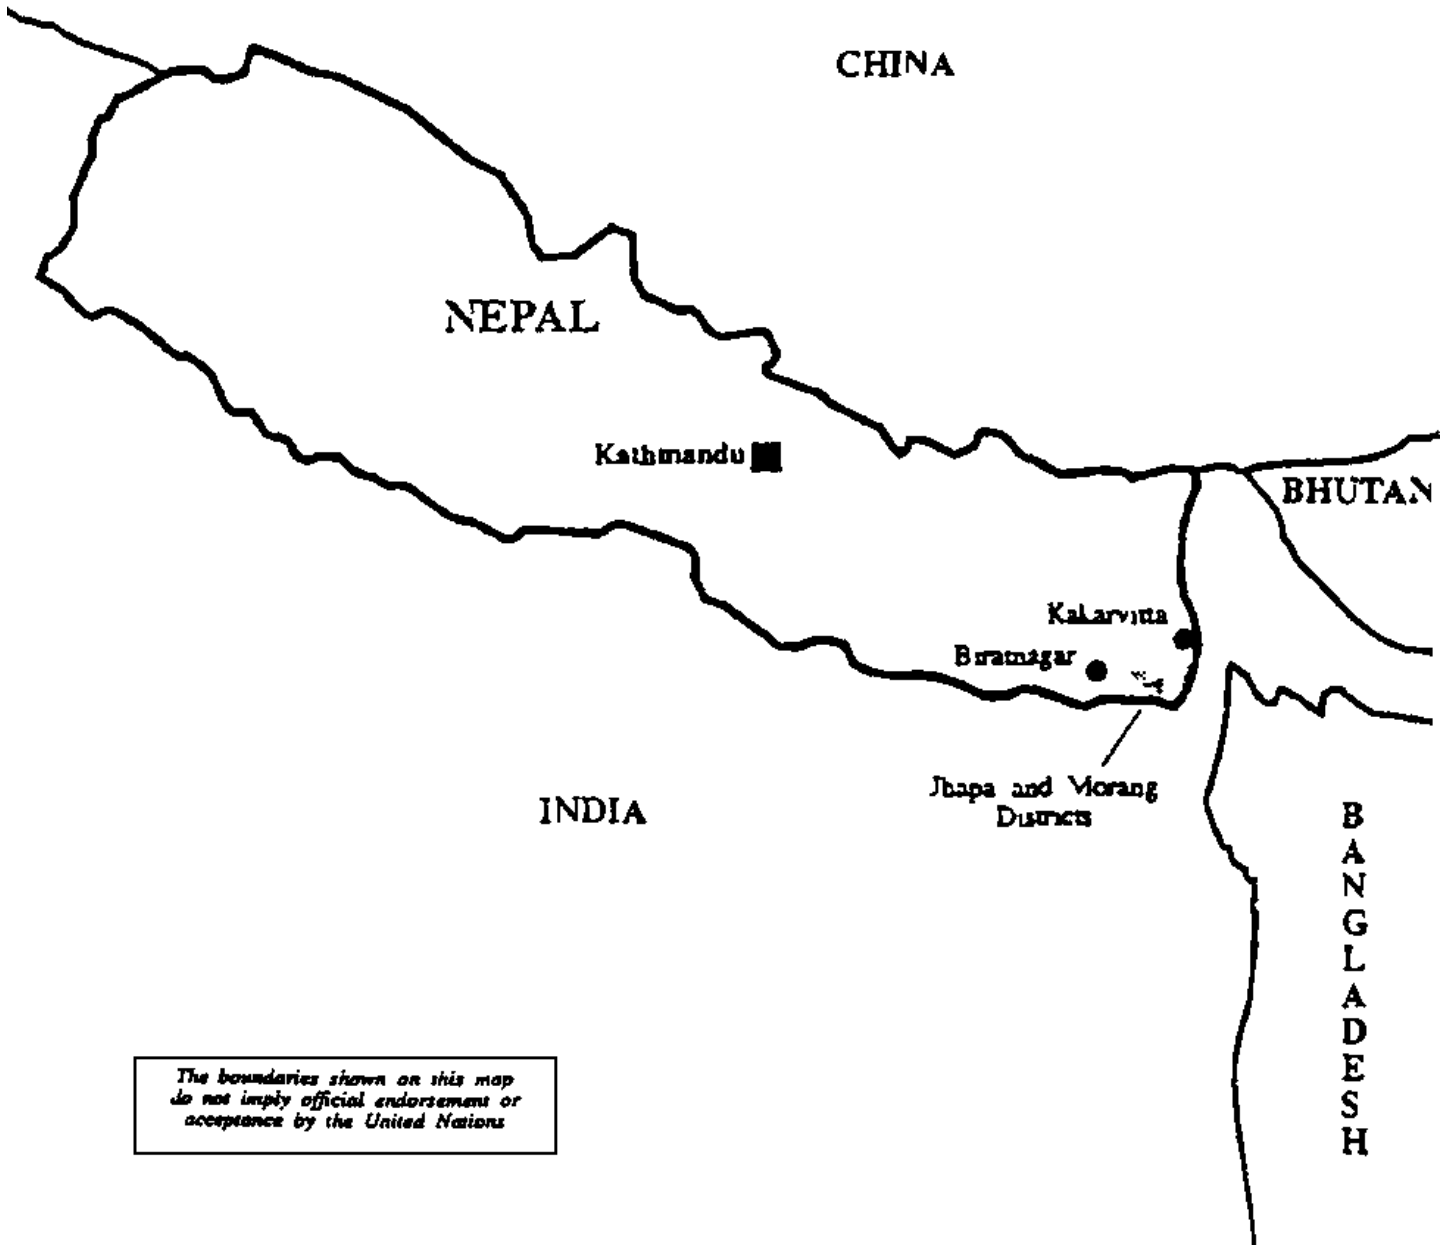 CHINA
NEPAL
Kathmandu
BHUTAN
Kakarvitta
Biratnagar
Jhapa and Morang
Districts
INDIA
BANGLADESH
The boundaries shown on this map
do not imply official endorsement or
acceptance by the United Nations